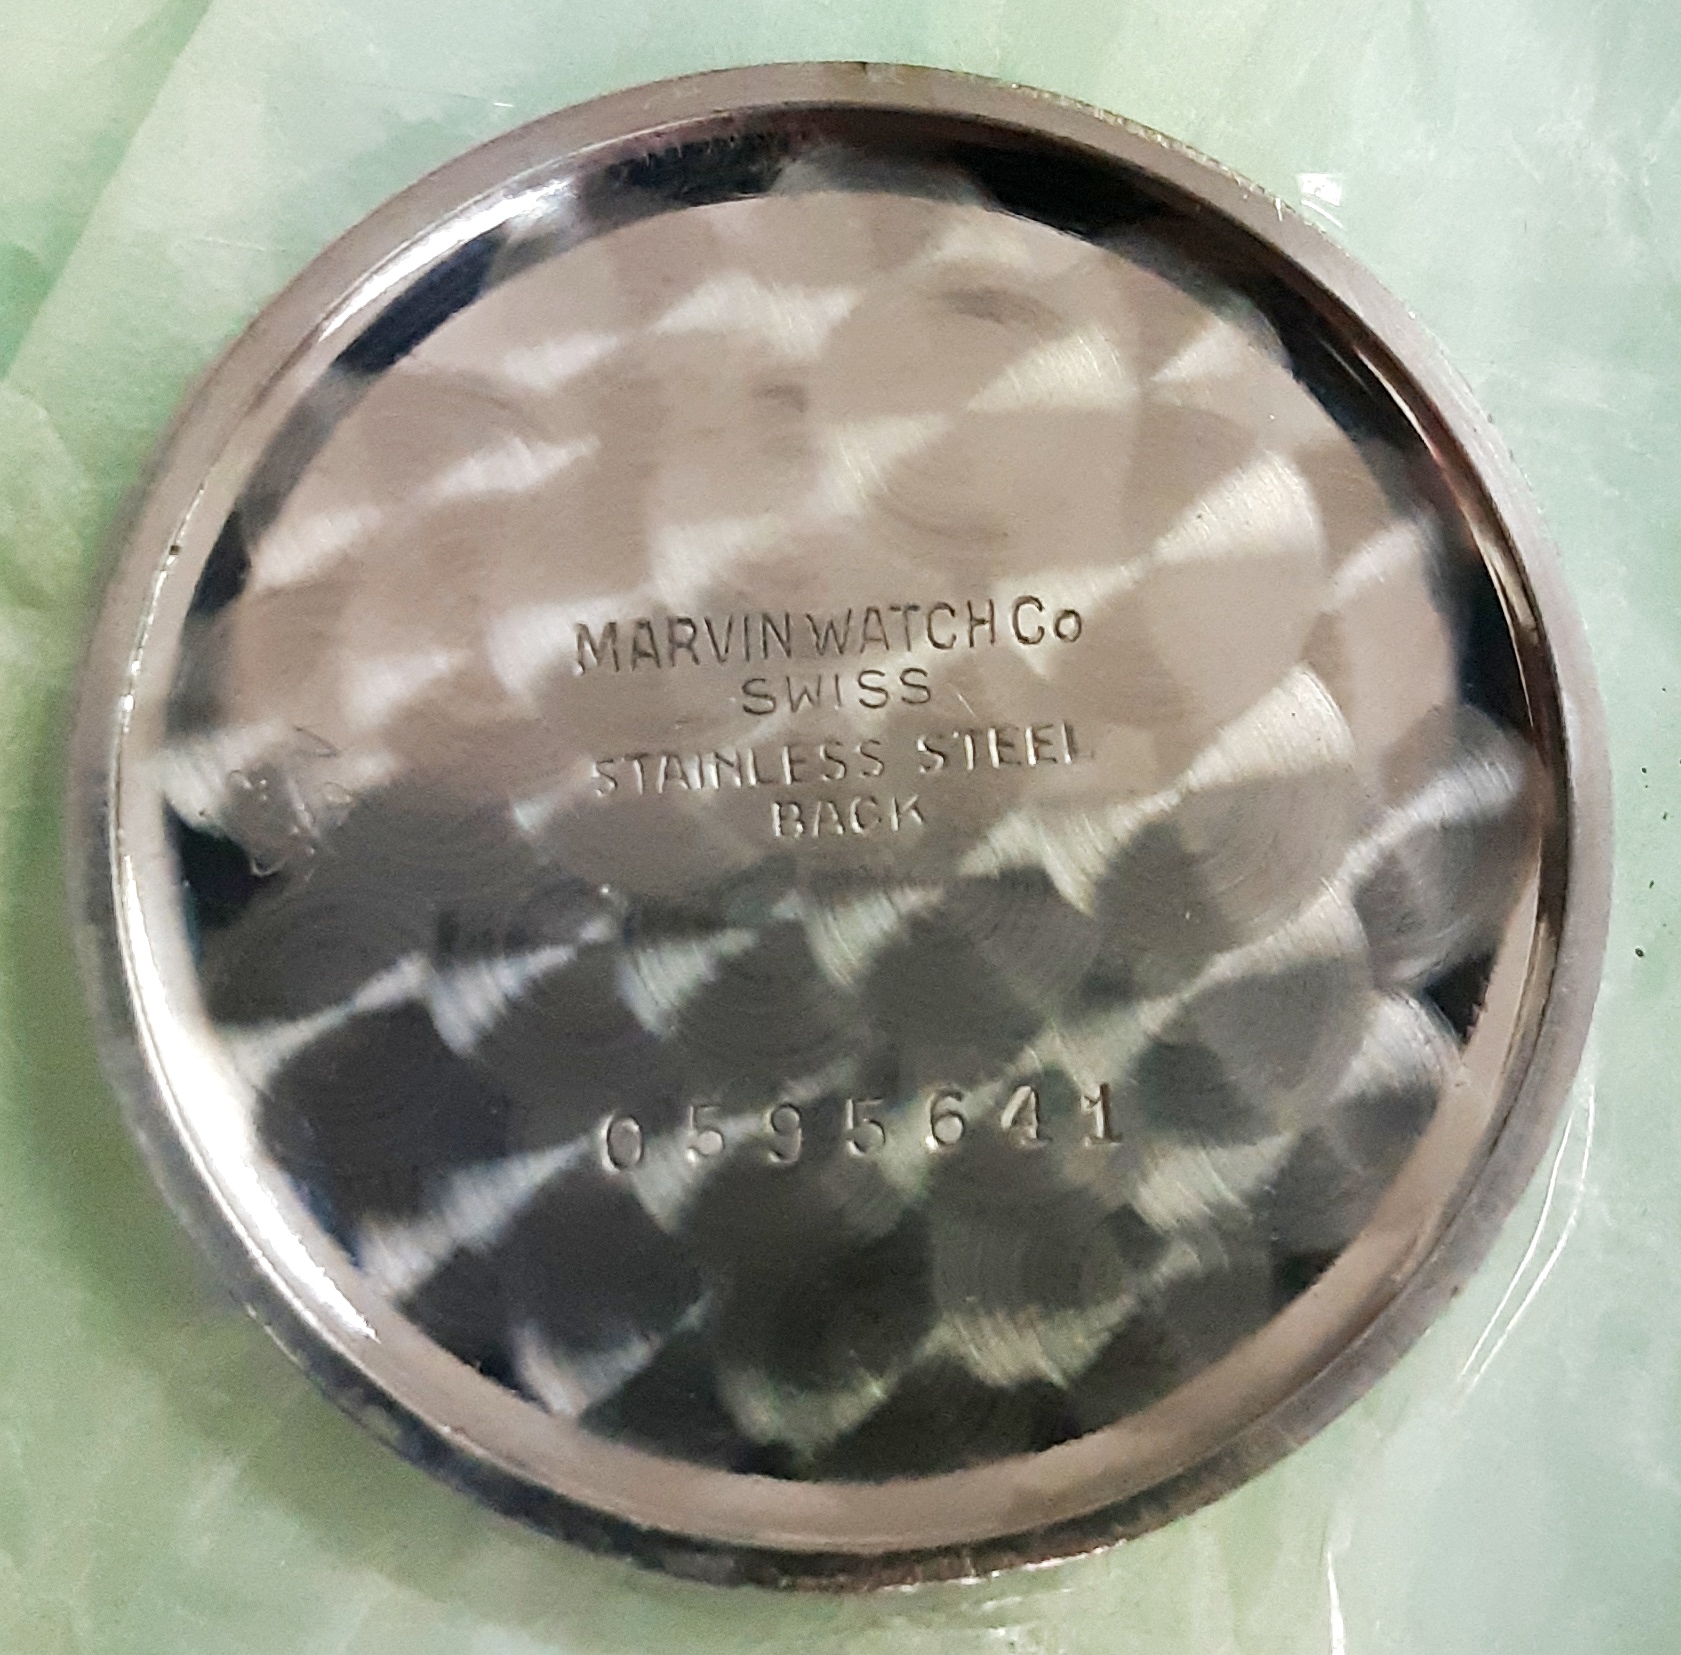 MARVIN WATCH Co
SWISS
STAINLESS STEEL
BACK
0595641